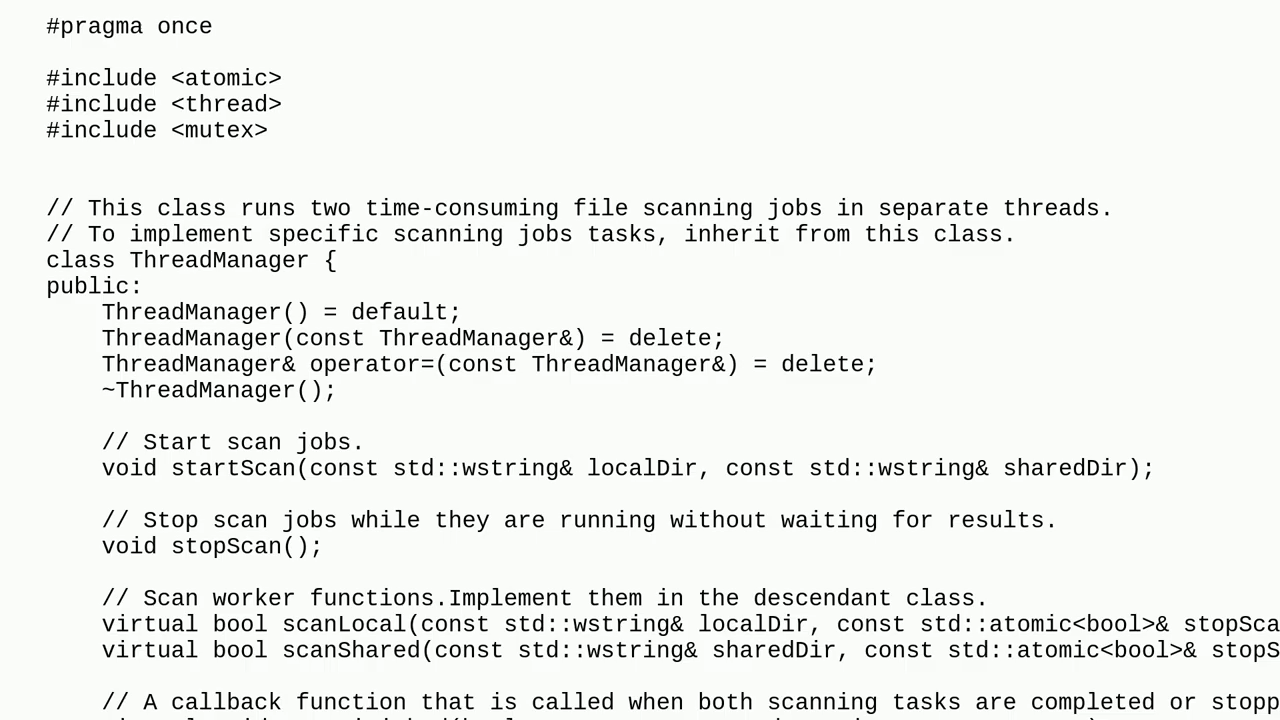 #pragma once
#include <atomic>
#include <thread>
#include <mutex>
// This class runs two time-consuming file scanning jobs in separate threads.
// To implement specific scanning jobs tasks, inherit from this class.
class ThreadManager {
public:
ThreadManager() = default;
ThreadManager(const ThreadManager&) = delete;
ThreadManager& operator=(const ThreadManager&) = delete;
~ThreadManager();
// Start scan jobs.
void startScan(const std::wstring& localDir, const std::wstring& sharedDir);
// Stop scan jobs while they are running without waiting for results.
void stopScan();
// Scan worker functions.Implement them in the descendant class.
virtual bool scanLocal(const std::wstring& localDir, const std::atomic<bool>& stopSca
virtual bool scanShared(const std::wstring& sharedDir, const std::atomic<bool>& stopS
// A callback function that is called when both scanning tasks are completed or stopp